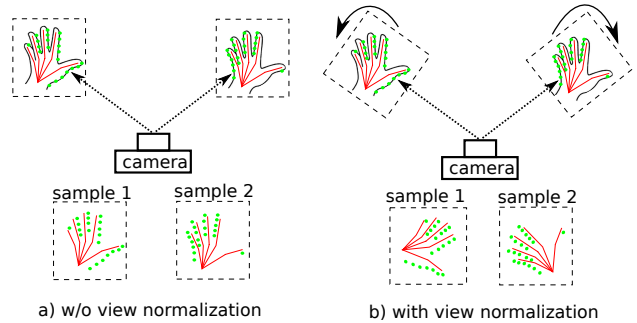 camera
camera
sample 1
sample 2
sample 1
sample 2
a) w/o view normalization
b) with view normalization